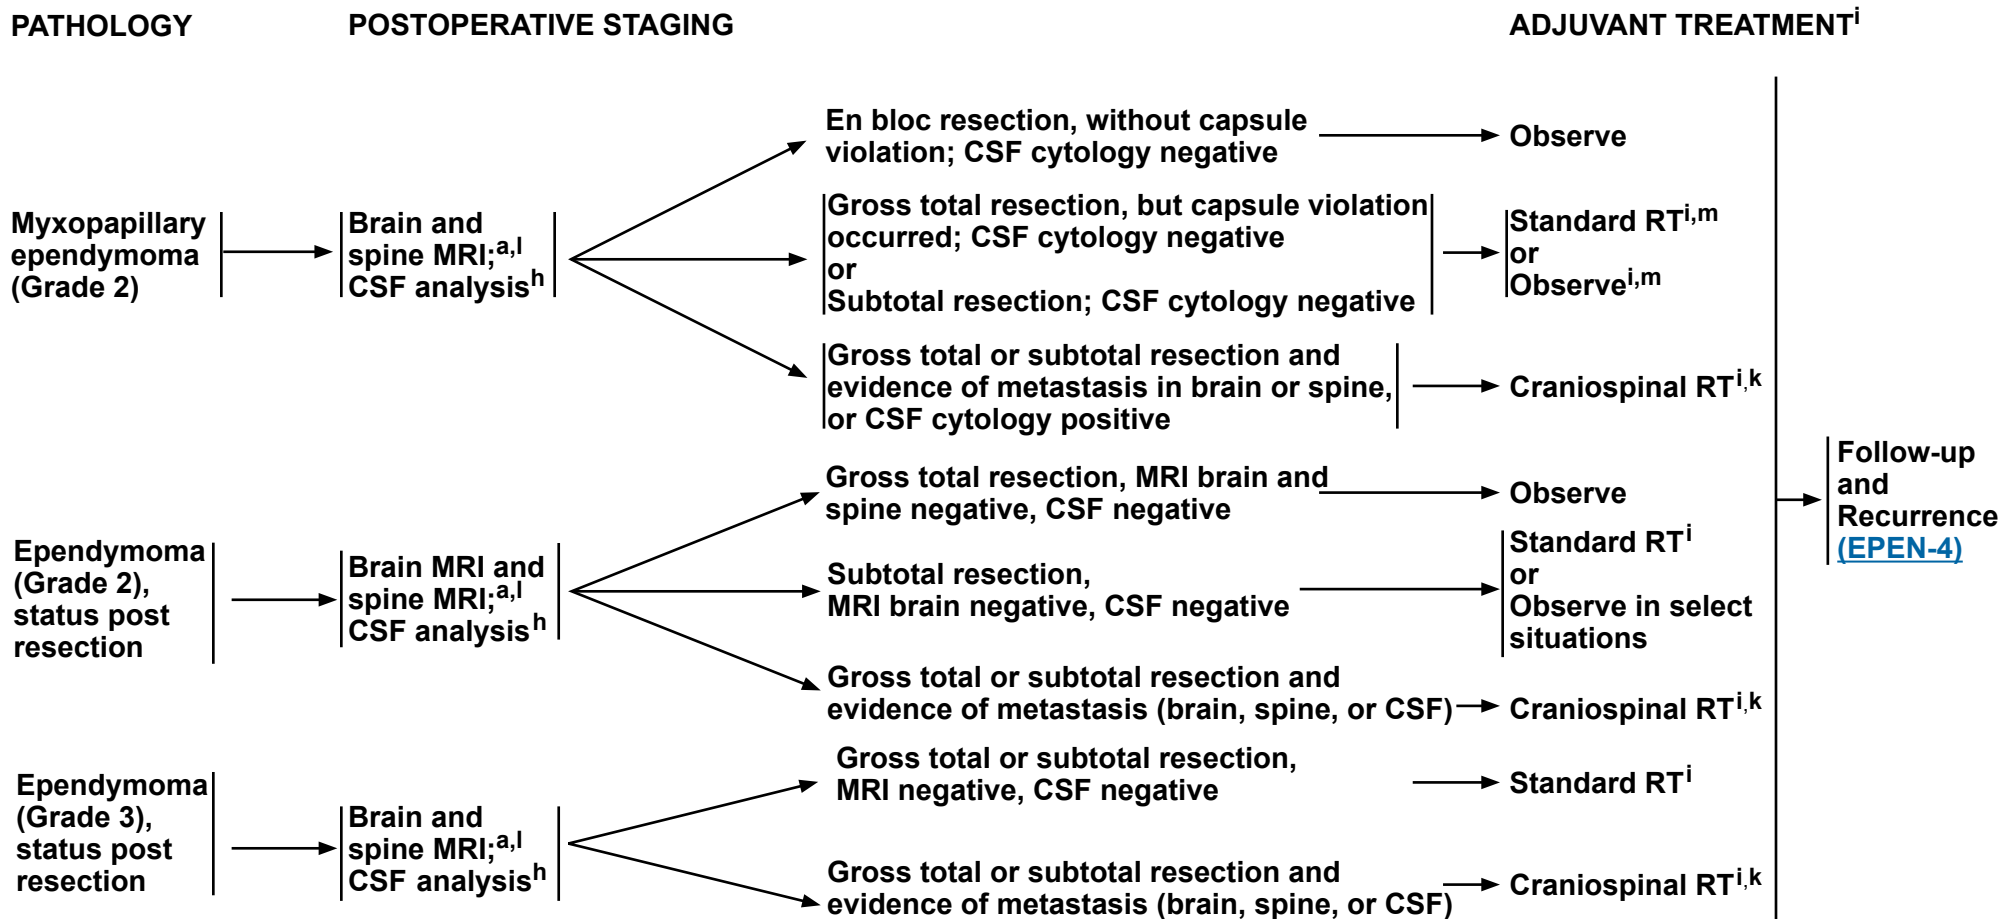 PATHOLOGY
POSTOPERATIVE STAGING
ADJUVANT TREATMENTⁱ
Myxopapillary
ependymoma
(Grade 2)
Brain and
spine MRI;ᵃ,ˡ
CSF analysisʰ
En bloc resection, without capsule
violation; CSF cytology negative
Observe
Gross total resection, but capsule violation
occurred; CSF cytology negative
or
Subtotal resection; CSF cytology negative
Standard RTⁱ,ᵐ
or
Observeⁱ,ᵐ
Gross total or subtotal resection and
evidence of metastasis in brain or spine,
or CSF cytology positive
Craniospinal RTⁱ,ᵏ
Ependymoma
(Grade 2),
status post
resection
Brain MRI and
spine MRI;ᵃ,ˡ
CSF analysisʰ
Gross total resection, MRI brain and
spine negative, CSF negative
Observe
Subtotal resection,
MRI brain negative, CSF negative
Standard RTⁱ
or
Observe in select
situations
Gross total or subtotal resection and
evidence of metastasis (brain, spine, or CSF)
Craniospinal RTⁱ,ᵏ
Ependymoma
(Grade 3),
status post
resection
Brain and
spine MRI;ᵃ,ˡ
CSF analysisʰ
Gross total or subtotal resection,
MRI negative, CSF negative
Standard RTⁱ
Gross total or subtotal resection and
evidence of metastasis (brain, spine, or CSF)
Craniospinal RTⁱ,ᵏ
Follow-up
and
Recurrence
(EPEN-4)